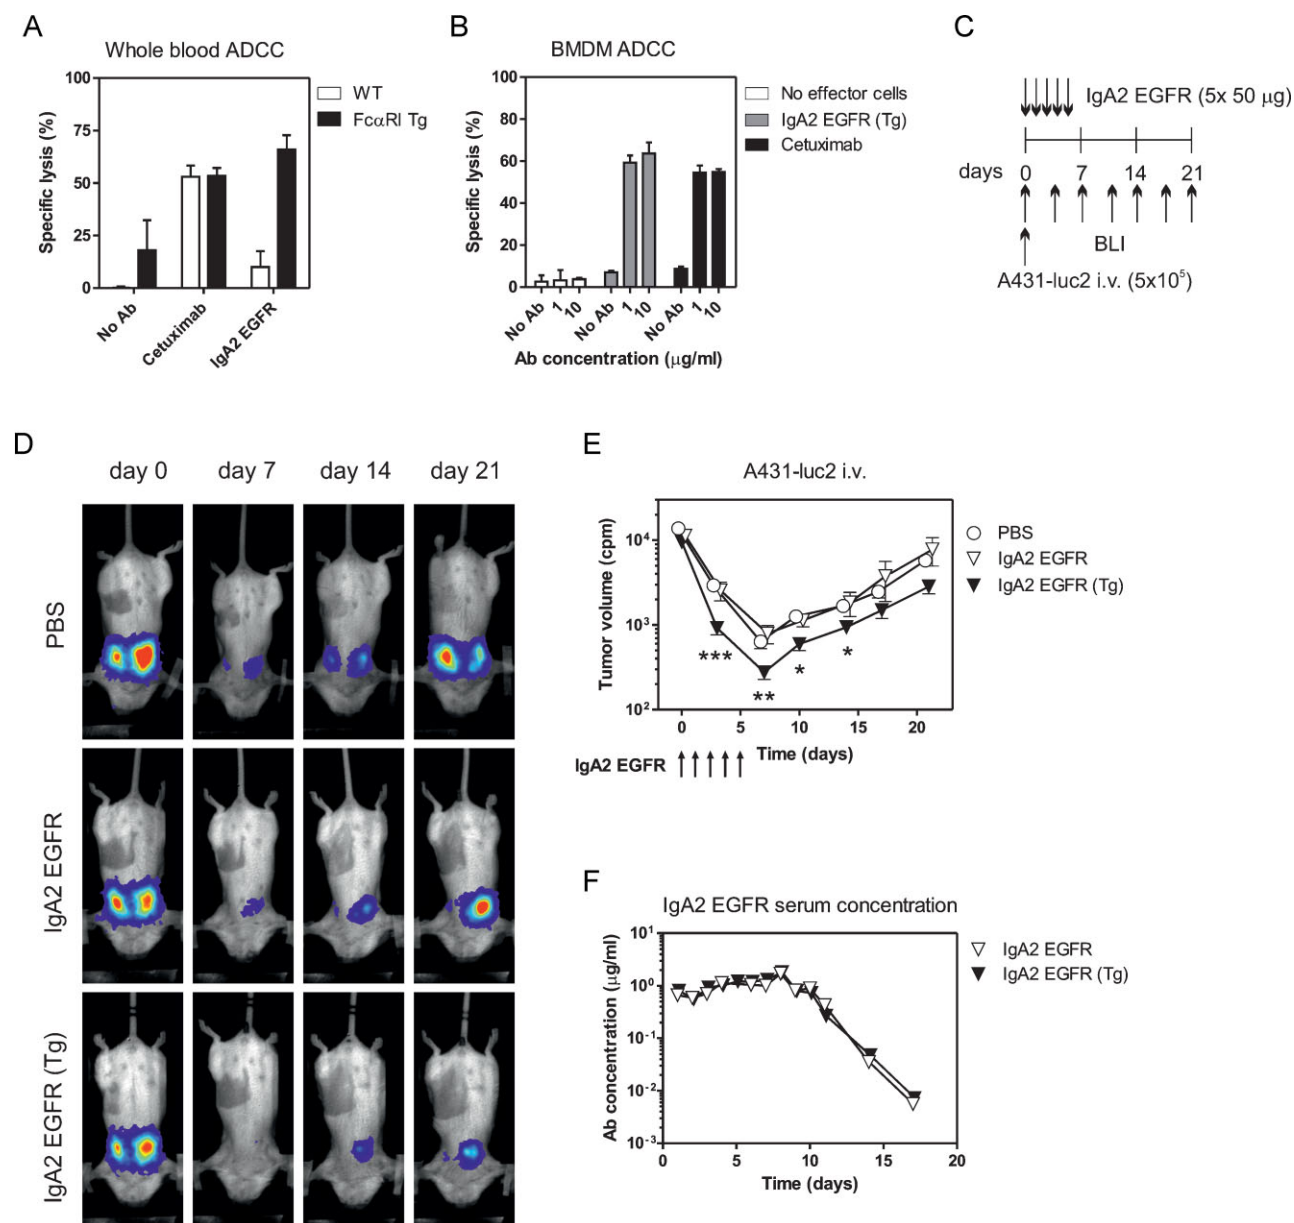 A
Whole blood ADCC
Specific lysis (%)
100
75
50
25
0
No Ab
Cetuximab
IgA2 EGFR
WT
FcαRI Tg
B
BMDM ADCC
Specific lysis (%)
100
80
60
40
20
0
No Ab
1
10
No Ab
1
10
No Ab
1
10
Ab concentration (μg/ml)
No effector cells
IgA2 EGFR (Tg)
Cetuximab
C
IgA2 EGFR (5x 50 μg)
days 0 7 14 21
BLI
A431-luc2 i.v. (5x10⁵)
D
day 0 day 7 day 14 day 21
PBS
IgA2 EGFR
IgA2 EGFR (Tg)
E
A431-luc2 i.v.
Tumor volume (cpm)
10⁴
10³
10²
***
**
*
*
0 5 10 15 20
Time (days)
IgA2 EGFR
PBS
IgA2 EGFR
IgA2 EGFR (Tg)
F
IgA2 EGFR serum concentration
Ab concentration (μg/ml)
10¹
10⁰
10⁻¹
10⁻²
10⁻³
0 5 10 15 20
Time (days)
IgA2 EGFR
IgA2 EGFR (Tg)